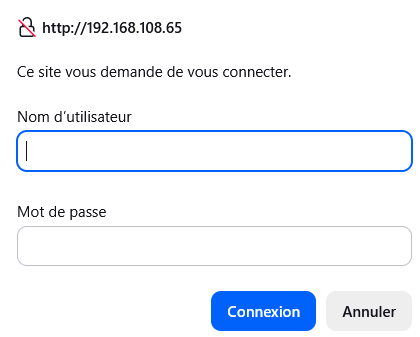 http://192.168.108.65
Ce site vous demande de vous connecter.
Nom d’utilisateur
Mot de passe
Connexion Annuler